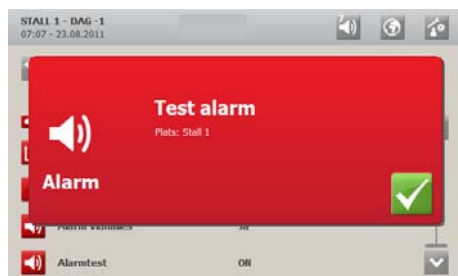 STALL 1 - DAG -1
07:07 - 23.08.2011
Test alarm
Plats: Stall 1
Alarm
Alarmtest ON